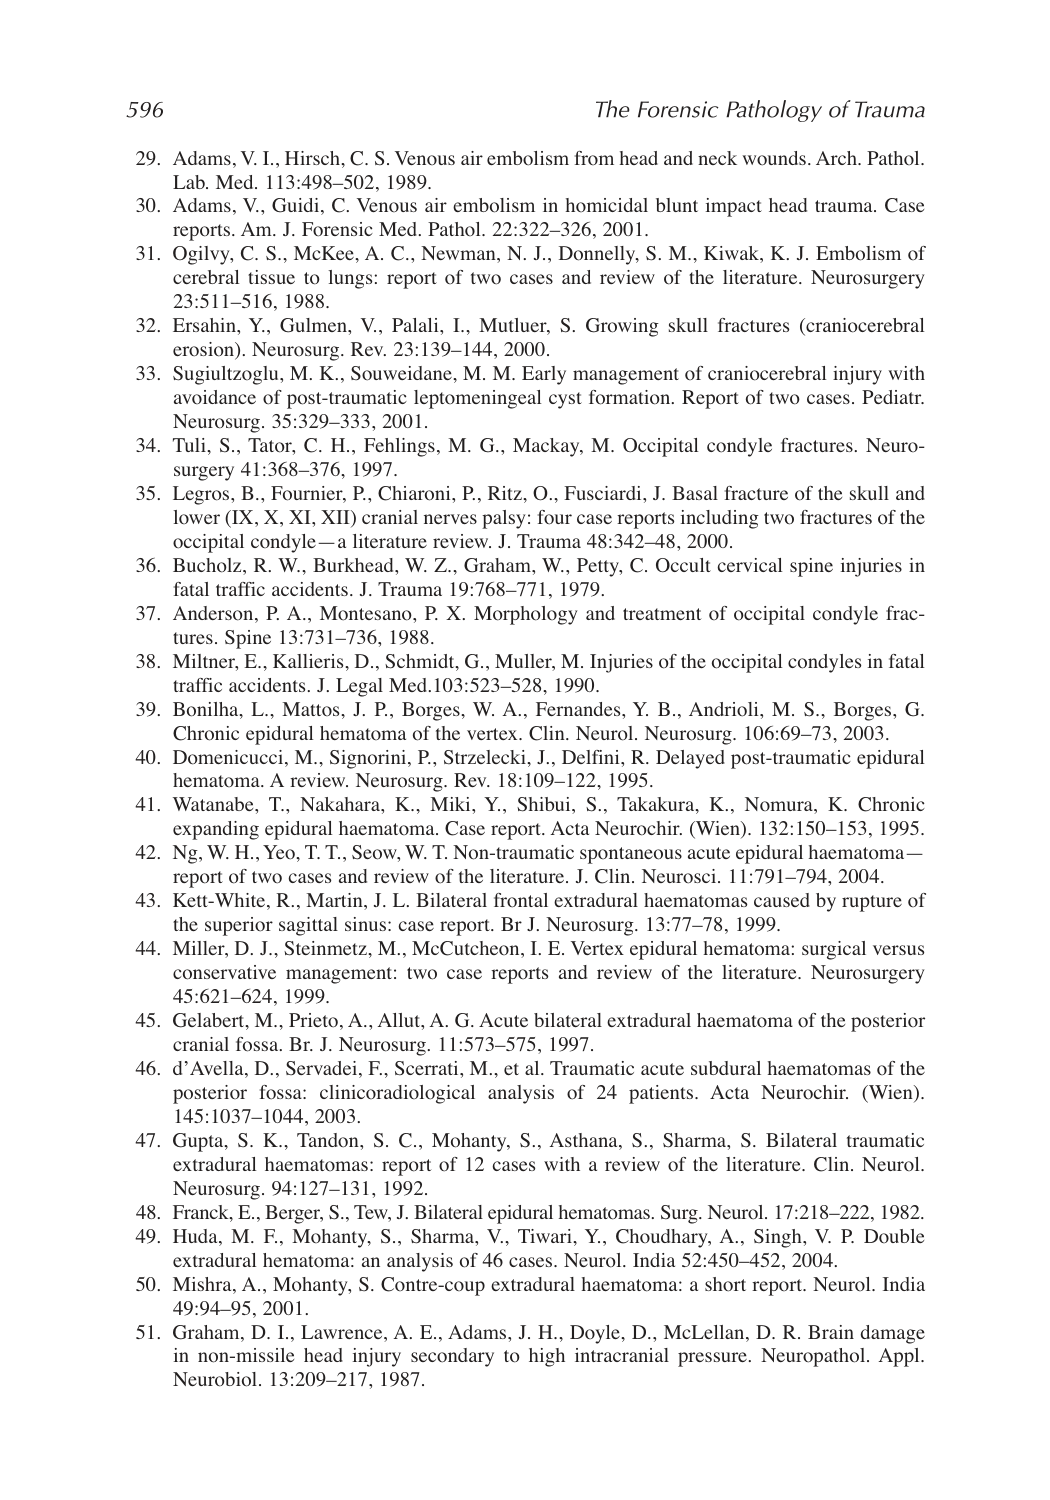 596 The Forensic Pathology of Trauma
29. Adams, V. I., Hirsch, C. S. Venous air embolism from head and neck wounds. Arch. Pathol.
Lab. Med. 113:498–502, 1989.
30. Adams, V., Guidi, C. Venous air embolism in homicidal blunt impact head trauma. Case
reports. Am. J. Forensic Med. Pathol. 22:322–326, 2001.
31. Ogilvy, C. S., McKee, A. C., Newman, N. J., Donnelly, S. M., Kiwak, K. J. Embolism of
cerebral tissue to lungs: report of two cases and review of the literature. Neurosurgery
23:511–516, 1988.
32. Ersahin, Y., Gulmen, V., Palali, I., Mutluer, S. Growing skull fractures (craniocerebral
erosion). Neurosurg. Rev. 23:139–144, 2000.
33. Sugiultzoglu, M. K., Souweidane, M. M. Early management of craniocerebral injury with
avoidance of post-traumatic leptomeningeal cyst formation. Report of two cases. Pediatr.
Neurosurg. 35:329–333, 2001.
34. Tuli, S., Tator, C. H., Fehlings, M. G., Mackay, M. Occipital condyle fractures. Neuro-
surgery 41:368–376, 1997.
35. Legros, B., Fournier, P., Chiaroni, P., Ritz, O., Fusciardi, J. Basal fracture of the skull and
lower (IX, X, XI, XII) cranial nerves palsy: four case reports including two fractures of the
occipital condyle—a literature review. J. Trauma 48:342–48, 2000.
36. Bucholz, R. W., Burkhead, W. Z., Graham, W., Petty, C. Occult cervical spine injuries in
fatal traffic accidents. J. Trauma 19:768–771, 1979.
37. Anderson, P. A., Montesano, P. X. Morphology and treatment of occipital condyle frac-
tures. Spine 13:731–736, 1988.
38. Miltner, E., Kallieris, D., Schmidt, G., Muller, M. Injuries of the occipital condyles in fatal
traffic accidents. J. Legal Med.103:523–528, 1990.
39. Bonilha, L., Mattos, J. P., Borges, W. A., Fernandes, Y. B., Andrioli, M. S., Borges, G.
Chronic epidural hematoma of the vertex. Clin. Neurol. Neurosurg. 106:69–73, 2003.
40. Domenicucci, M., Signorini, P., Strzelecki, J., Delfini, R. Delayed post-traumatic epidural
hematoma. A review. Neurosurg. Rev. 18:109–122, 1995.
41. Watanabe, T., Nakahara, K., Miki, Y., Shibui, S., Takakura, K., Nomura, K. Chronic
expanding epidural haematoma. Case report. Acta Neurochir. (Wien). 132:150–153, 1995.
42. Ng, W. H., Yeo, T. T., Seow, W. T. Non-traumatic spontaneous acute epidural haematoma—
report of two cases and review of the literature. J. Clin. Neurosci. 11:791–794, 2004.
43. Kett-White, R., Martin, J. L. Bilateral frontal extradural haematomas caused by rupture of
the superior sagittal sinus: case report. Br J. Neurosurg. 13:77–78, 1999.
44. Miller, D. J., Steinmetz, M., McCutcheon, I. E. Vertex epidural hematoma: surgical versus
conservative management: two case reports and review of the literature. Neurosurgery
45:621–624, 1999.
45. Gelabert, M., Prieto, A., Allut, A. G. Acute bilateral extradural haematoma of the posterior
cranial fossa. Br. J. Neurosurg. 11:573–575, 1997.
46. d’Avella, D., Servadei, F., Scerrati, M., et al. Traumatic acute subdural haematomas of the
posterior fossa: clinicoradiological analysis of 24 patients. Acta Neurochir. (Wien).
145:1037–1044, 2003.
47. Gupta, S. K., Tandon, S. C., Mohanty, S., Asthana, S., Sharma, S. Bilateral traumatic
extradural haematomas: report of 12 cases with a review of the literature. Clin. Neurol.
Neurosurg. 94:127–131, 1992.
48. Franck, E., Berger, S., Tew, J. Bilateral epidural hematomas. Surg. Neurol. 17:218–222, 1982.
49. Huda, M. F., Mohanty, S., Sharma, V., Tiwari, Y., Choudhary, A., Singh, V. P. Double
extradural hematoma: an analysis of 46 cases. Neurol. India 52:450–452, 2004.
50. Mishra, A., Mohanty, S. Contre-coup extradural haematoma: a short report. Neurol. India
49:94–95, 2001.
51. Graham, D. I., Lawrence, A. E., Adams, J. H., Doyle, D., McLellan, D. R. Brain damage
in non-missile head injury secondary to high intracranial pressure. Neuropathol. Appl.
Neurobiol. 13:209–217, 1987.